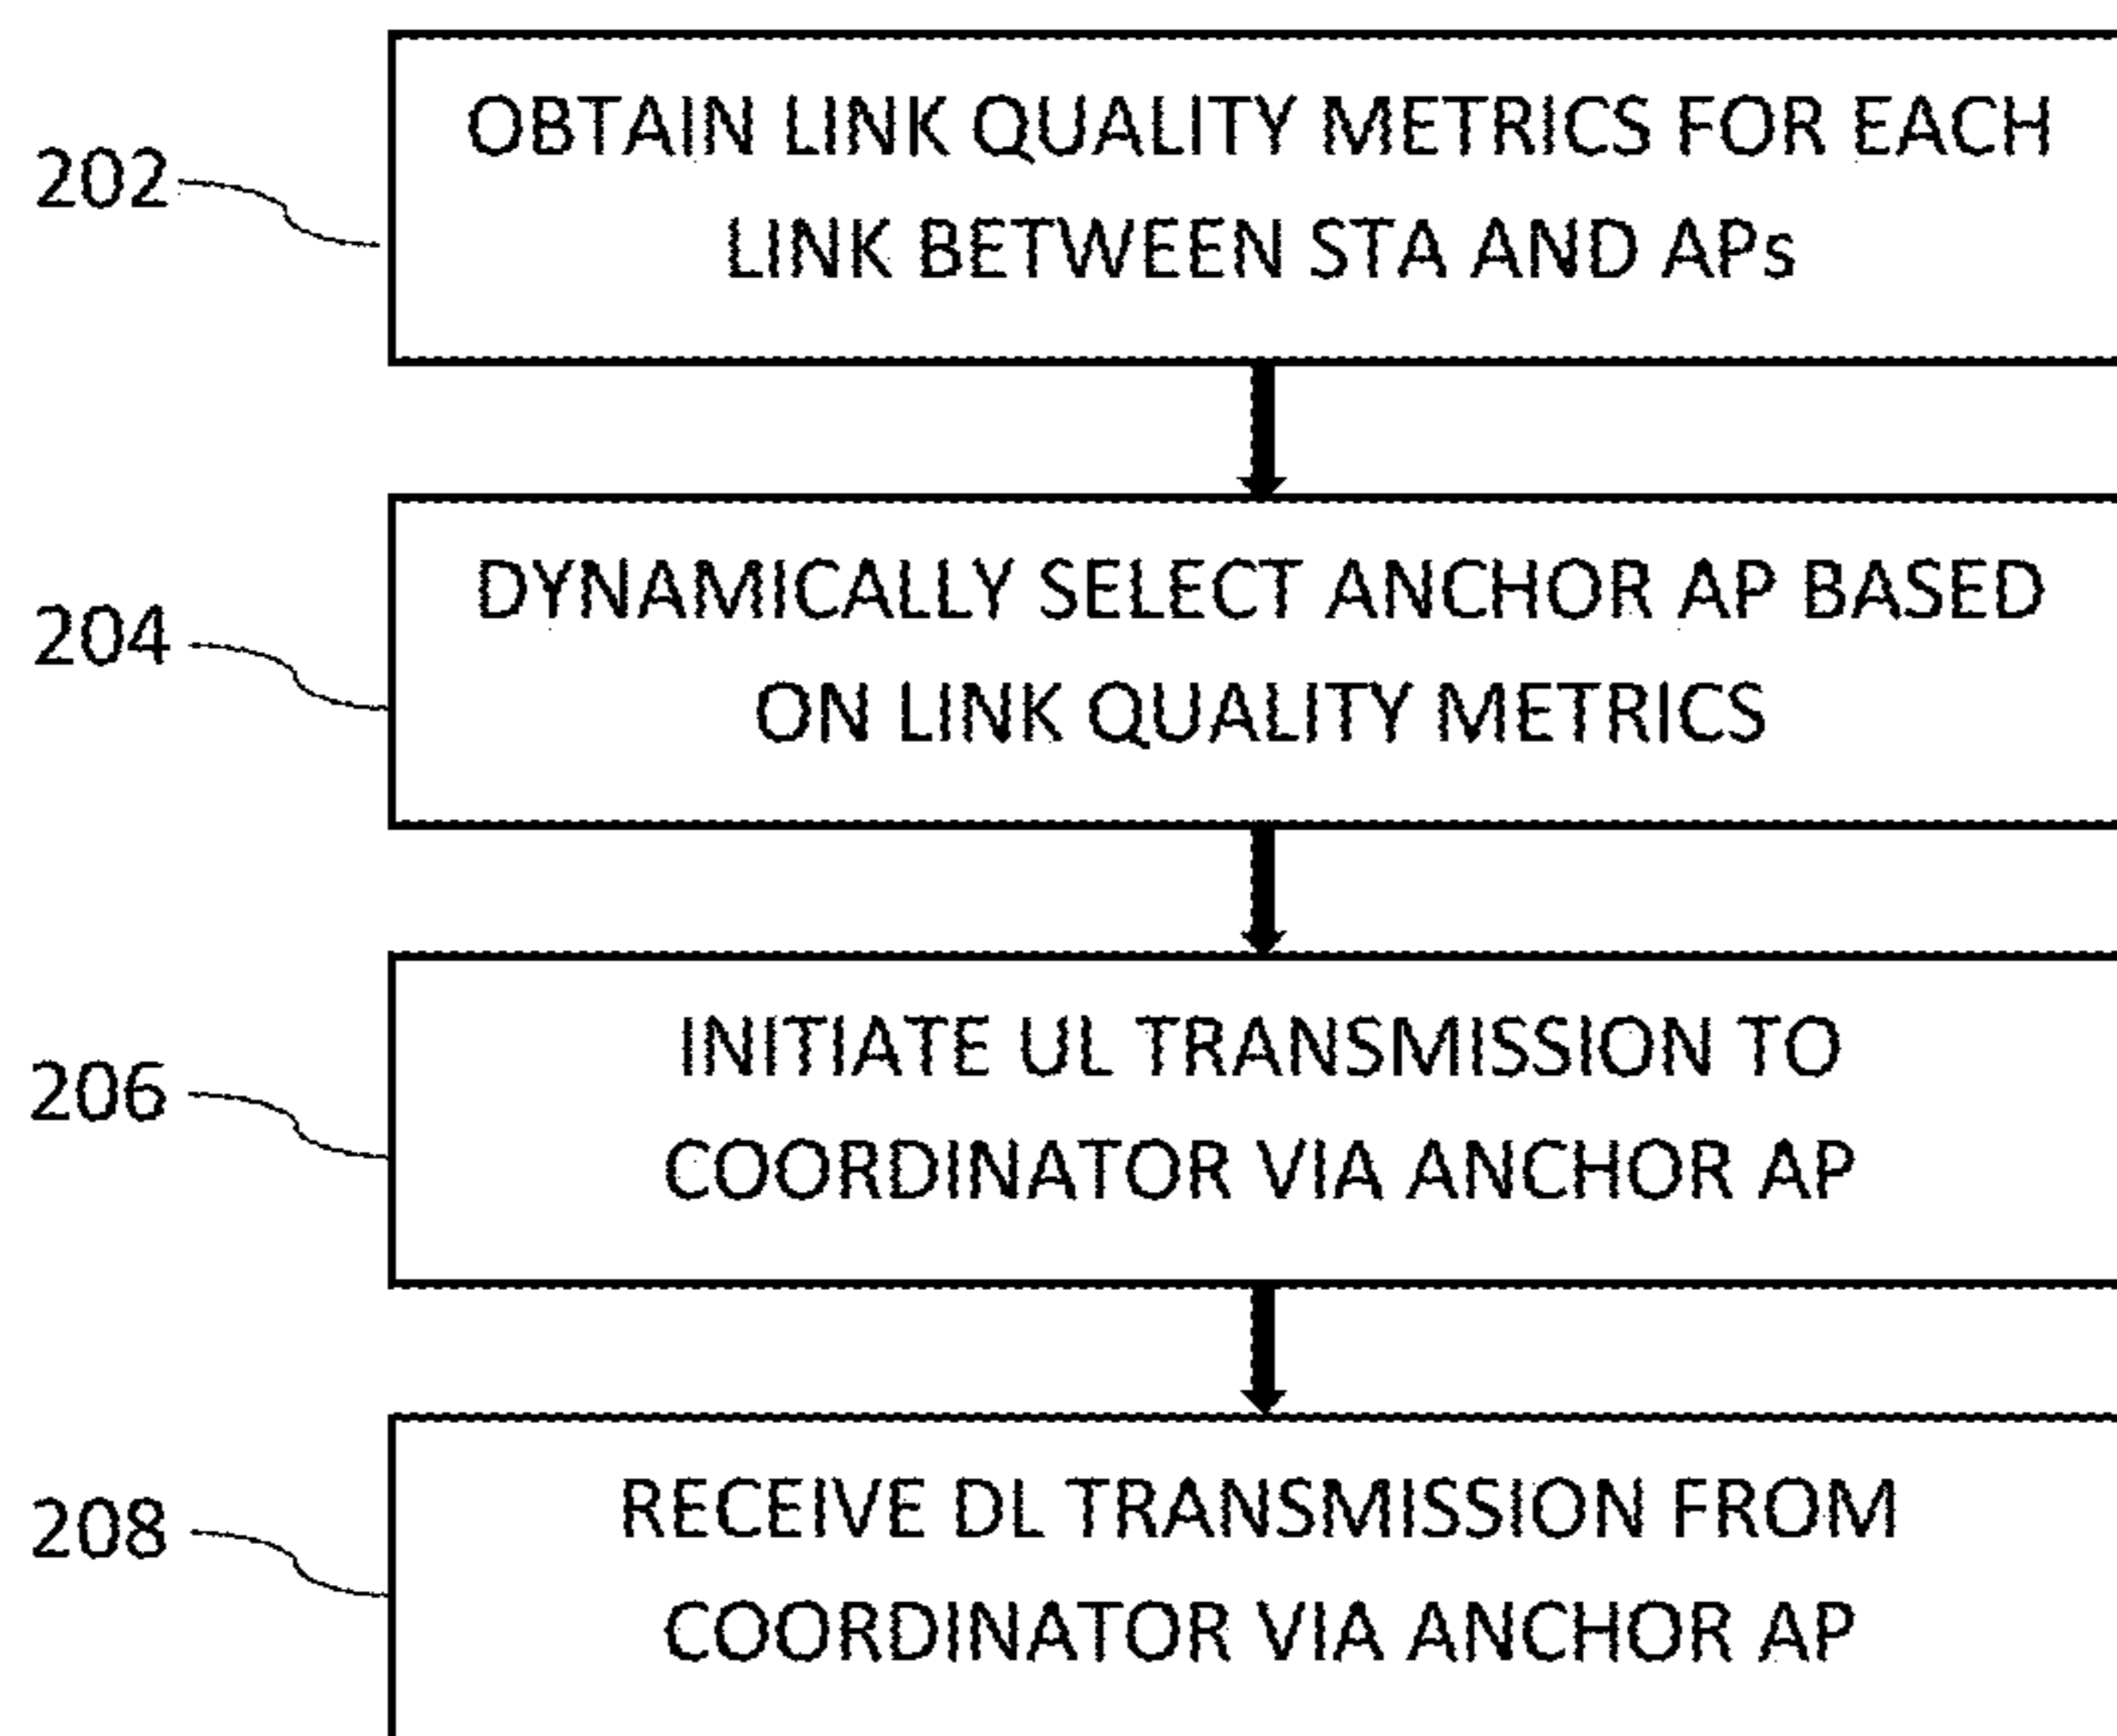 202
OBTAIN LINK QUALITY METRICS FOR EACH
LINK BETWEEN STA AND APs
204
DYNAMICALLY SELECT ANCHOR AP BASED
ON LINK QUALITY METRICS
206
INITIATE UL TRANSMISSION TO
COORDINATOR VIA ANCHOR AP
208
RECEIVE DL TRANSMISSION FROM
COORDINATOR VIA ANCHOR AP